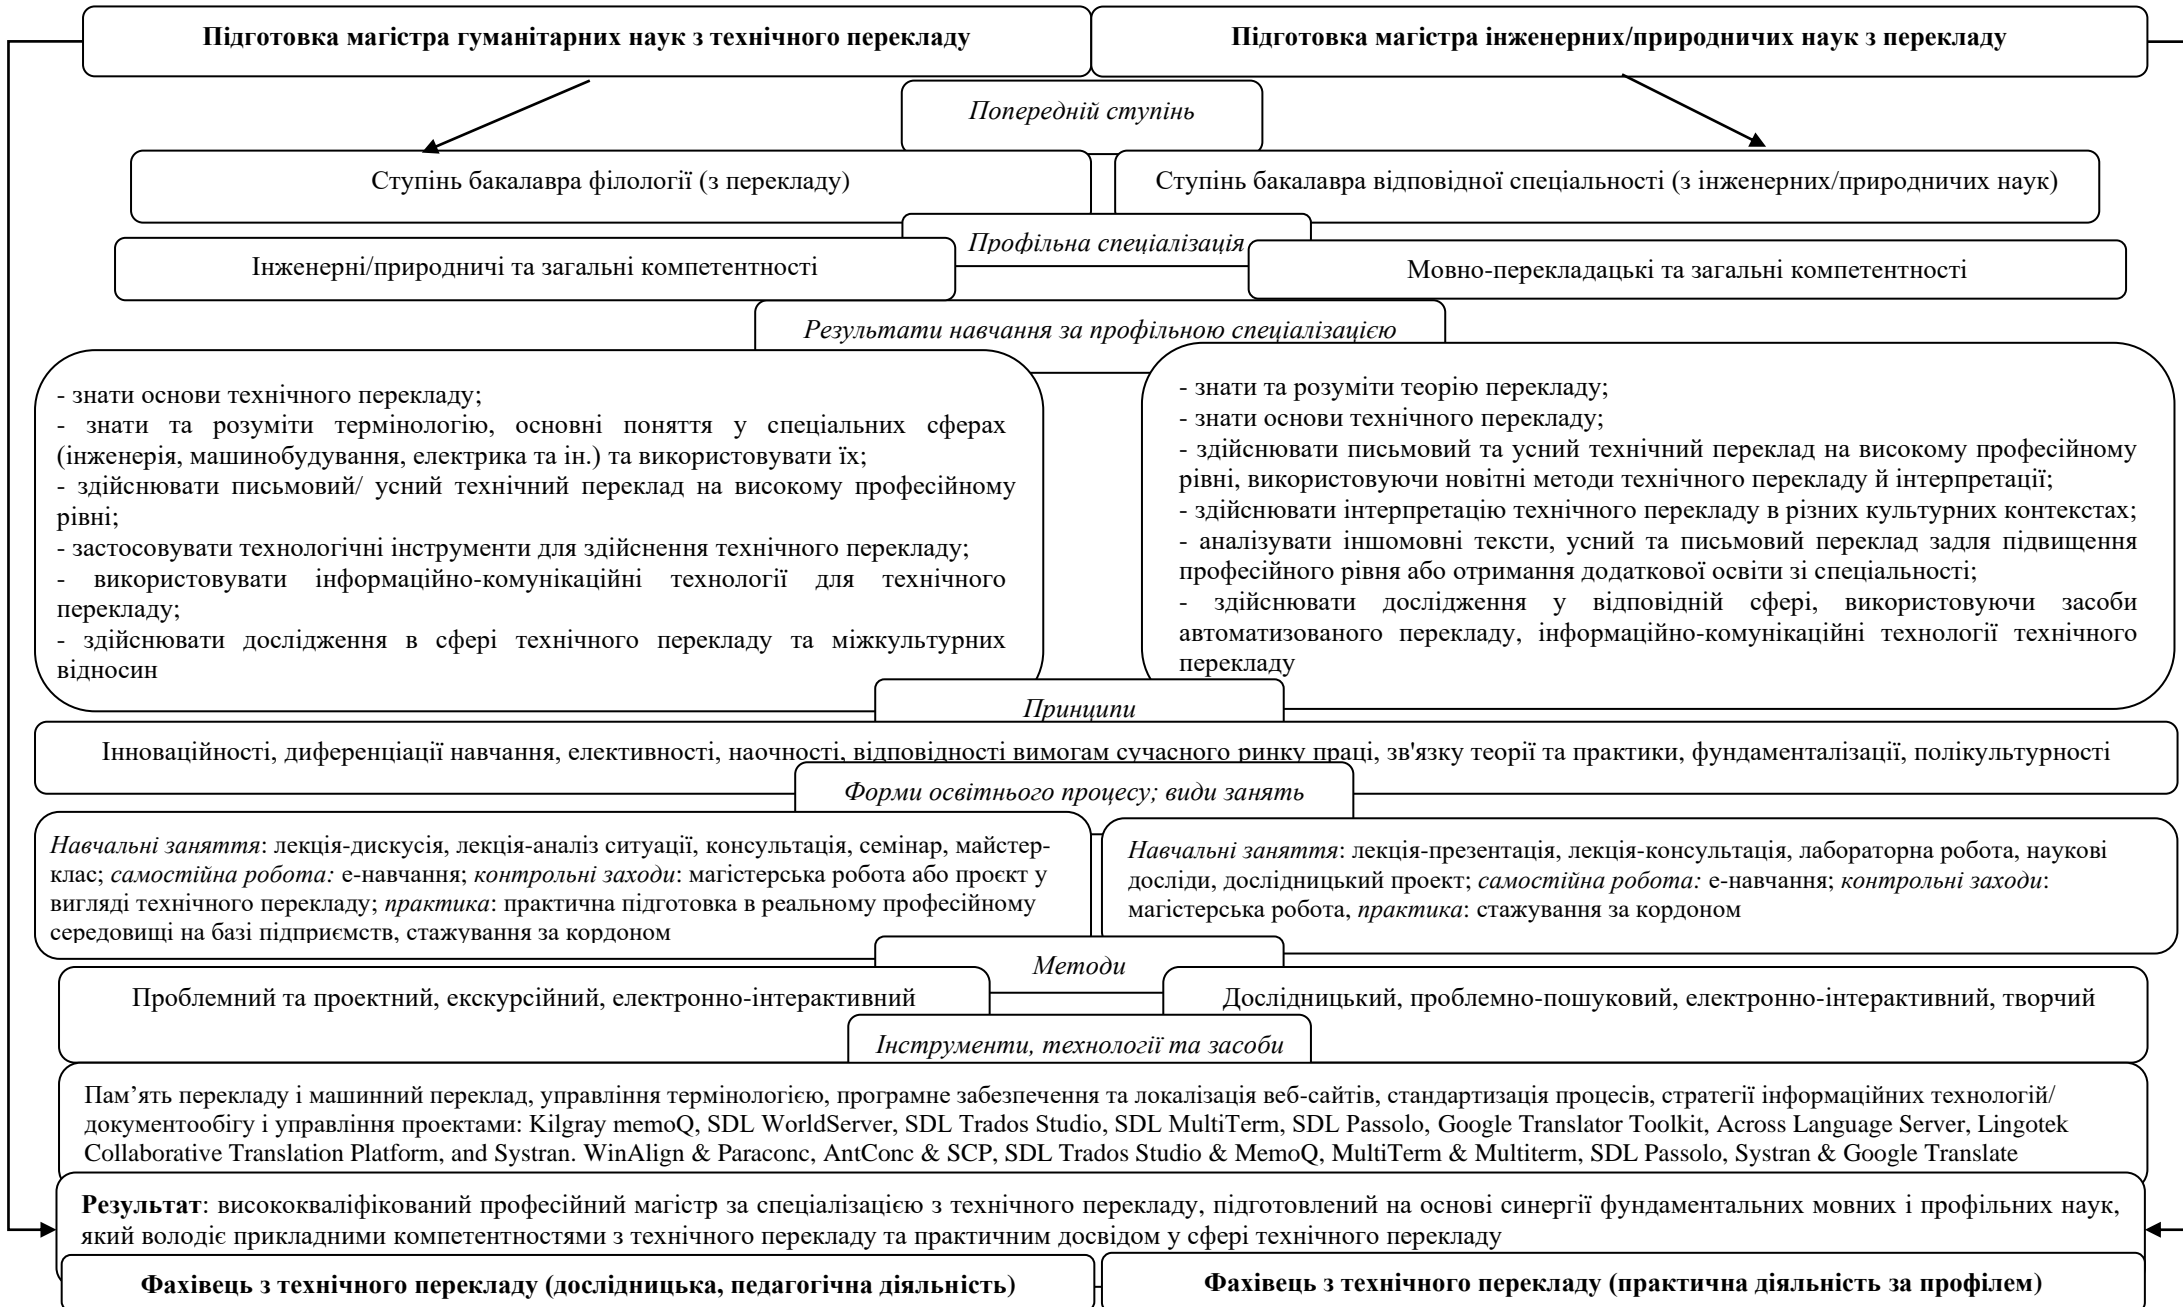 Підготовка магістра гуманітарних наук з технічного перекладу
Підготовка магістра інженерних/природничих наук з перекладу
Попередній ступінь
Ступінь бакалавра філології (з перекладу)
Ступінь бакалавра відповідної спеціальності (з інженерних/природничих наук)
Профільна спеціалізація
Інженерні/природничі та загальні компетентності
Мовно-перекладацькі та загальні компетентності
Результати навчання за профільною спеціалізацією
- знати основи технічного перекладу;
- знати та розуміти термінологію, основні поняття у спеціальних сферах
(інженерія, машинобудування, електрика та ін.) та використовувати їх;
- здійснювати письмовий/ усний технічний переклад на високому професійному
рівні;
- застосовувати технологічні інструменти для здійснення технічного перекладу;
- використовувати інформаційно-комунікаційні технології для технічного
перекладу;
- здійснювати дослідження в сфері технічного перекладу та міжкультурних
відносин
- знати та розуміти теорію перекладу;
- знати основи технічного перекладу;
- здійснювати письмовий та усний технічний переклад на високому професійному
рівні, використовуючи новітні методи технічного перекладу й інтерпретації;
- здійснювати інтерпретацію технічного перекладу в різних культурних контекстах;
- аналізувати іншомовні тексти, усний та письмовий переклад задля підвищення
професійного рівня або отримання додаткової освіти зі спеціальності;
- здійснювати дослідження у відповідній сфері, використовуючи засоби
автоматизованого перекладу, інформаційно-комунікаційні технології технічного
перекладу
Принципи
Інноваційності, диференціації навчання, елективності, наочності, відповідності вимогам сучасного ринку праці, зв'язку теорії та практики, фундаменталізації, полікультурності
Форми освітнього процесу; види занять
Навчальні заняття: лекція-дискусія, лекція-аналіз ситуації, консультація, семінар, майстер-
клас; самостійна робота: е-навчання; контрольні заходи: магістерська робота або проєкт у
вигляді технічного перекладу; практика: практична підготовка в реальному професійному
середовищі на базі підприємств, стажування за кордоном
Навчальні заняття: лекція-презентація, лекція-консультація, лабораторна робота, наукові
досліди, дослідницький проект; самостійна робота: е-навчання; контрольні заходи:
магістерська робота, практика: стажування за кордоном
Методи
Проблемний та проектний, екскурсійний, електронно-інтерактивний
Дослідницький, проблемно-пошуковий, електронно-інтерактивний, творчий
Інструменти, технології та засоби
Пам’ять перекладу і машинний переклад, управління термінологією, програмне забезпечення та локалізація веб-сайтів, стандартизація процесів, стратегії інформаційних технологій/
документообігу і управління проектами: Kilgray memoQ, SDL WorldServer, SDL Trados Studio, SDL MultiTerm, SDL Passolo, Google Translator Toolkit, Across Language Server, Lingotek
Collaborative Translation Platform, and Systran. WinAlign & Paraconc, AntConc & SCP, SDL Trados Studio & MemoQ, MultiTerm & Multiterm, SDL Passolo, Systran & Google Translate
Результат: висококваліфікований професійний магістр за спеціалізацією з технічного перекладу, підготовлений на основі синергії фундаментальних мовних і профільних наук,
який володіє прикладними компетентностями з технічного перекладу та практичним досвідом у сфері технічного перекладу
Фахівець з технічного перекладу (дослідницька, педагогічна діяльність)
Фахівець з технічного перекладу (практична діяльність за профілем)